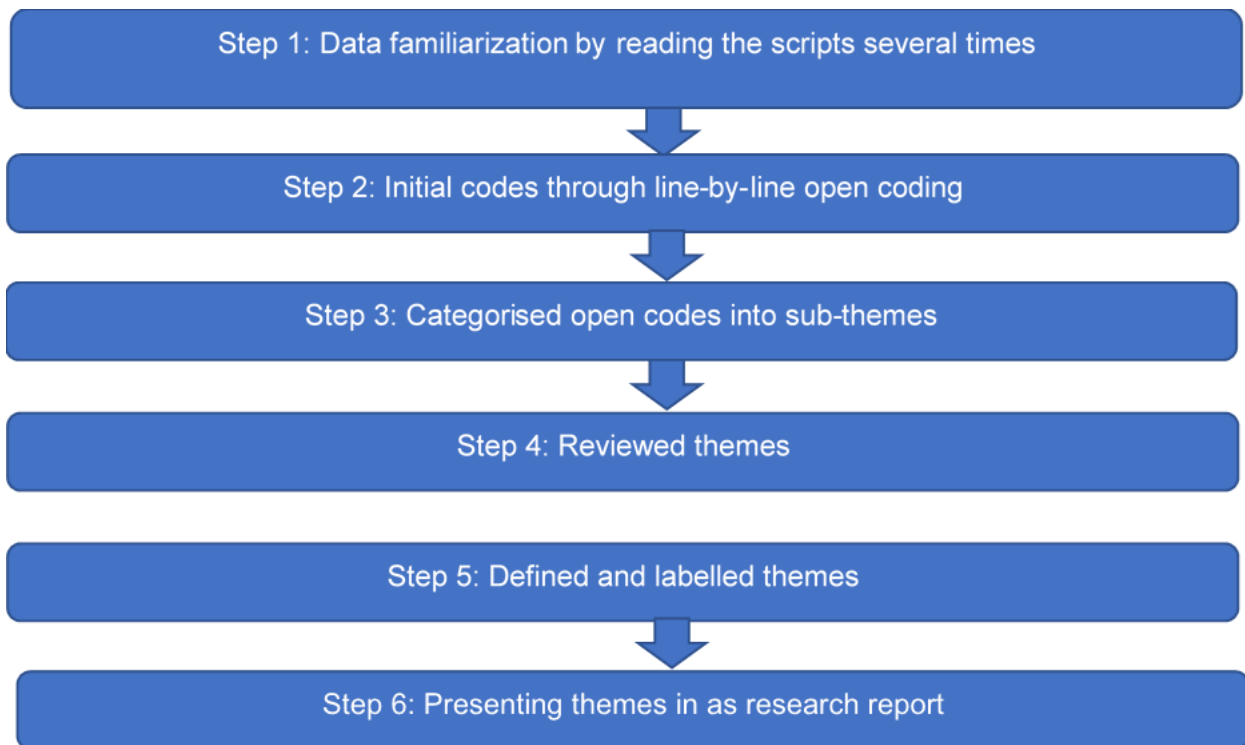 Step 1: Data familiarization by reading the scripts several times
Step 2: Initial codes through line-by-line open coding
Step 3: Categorised open codes into sub-themes
Step 4: Reviewed themes
Step 5: Defined and labelled themes
Step 6: Presenting themes in as research report